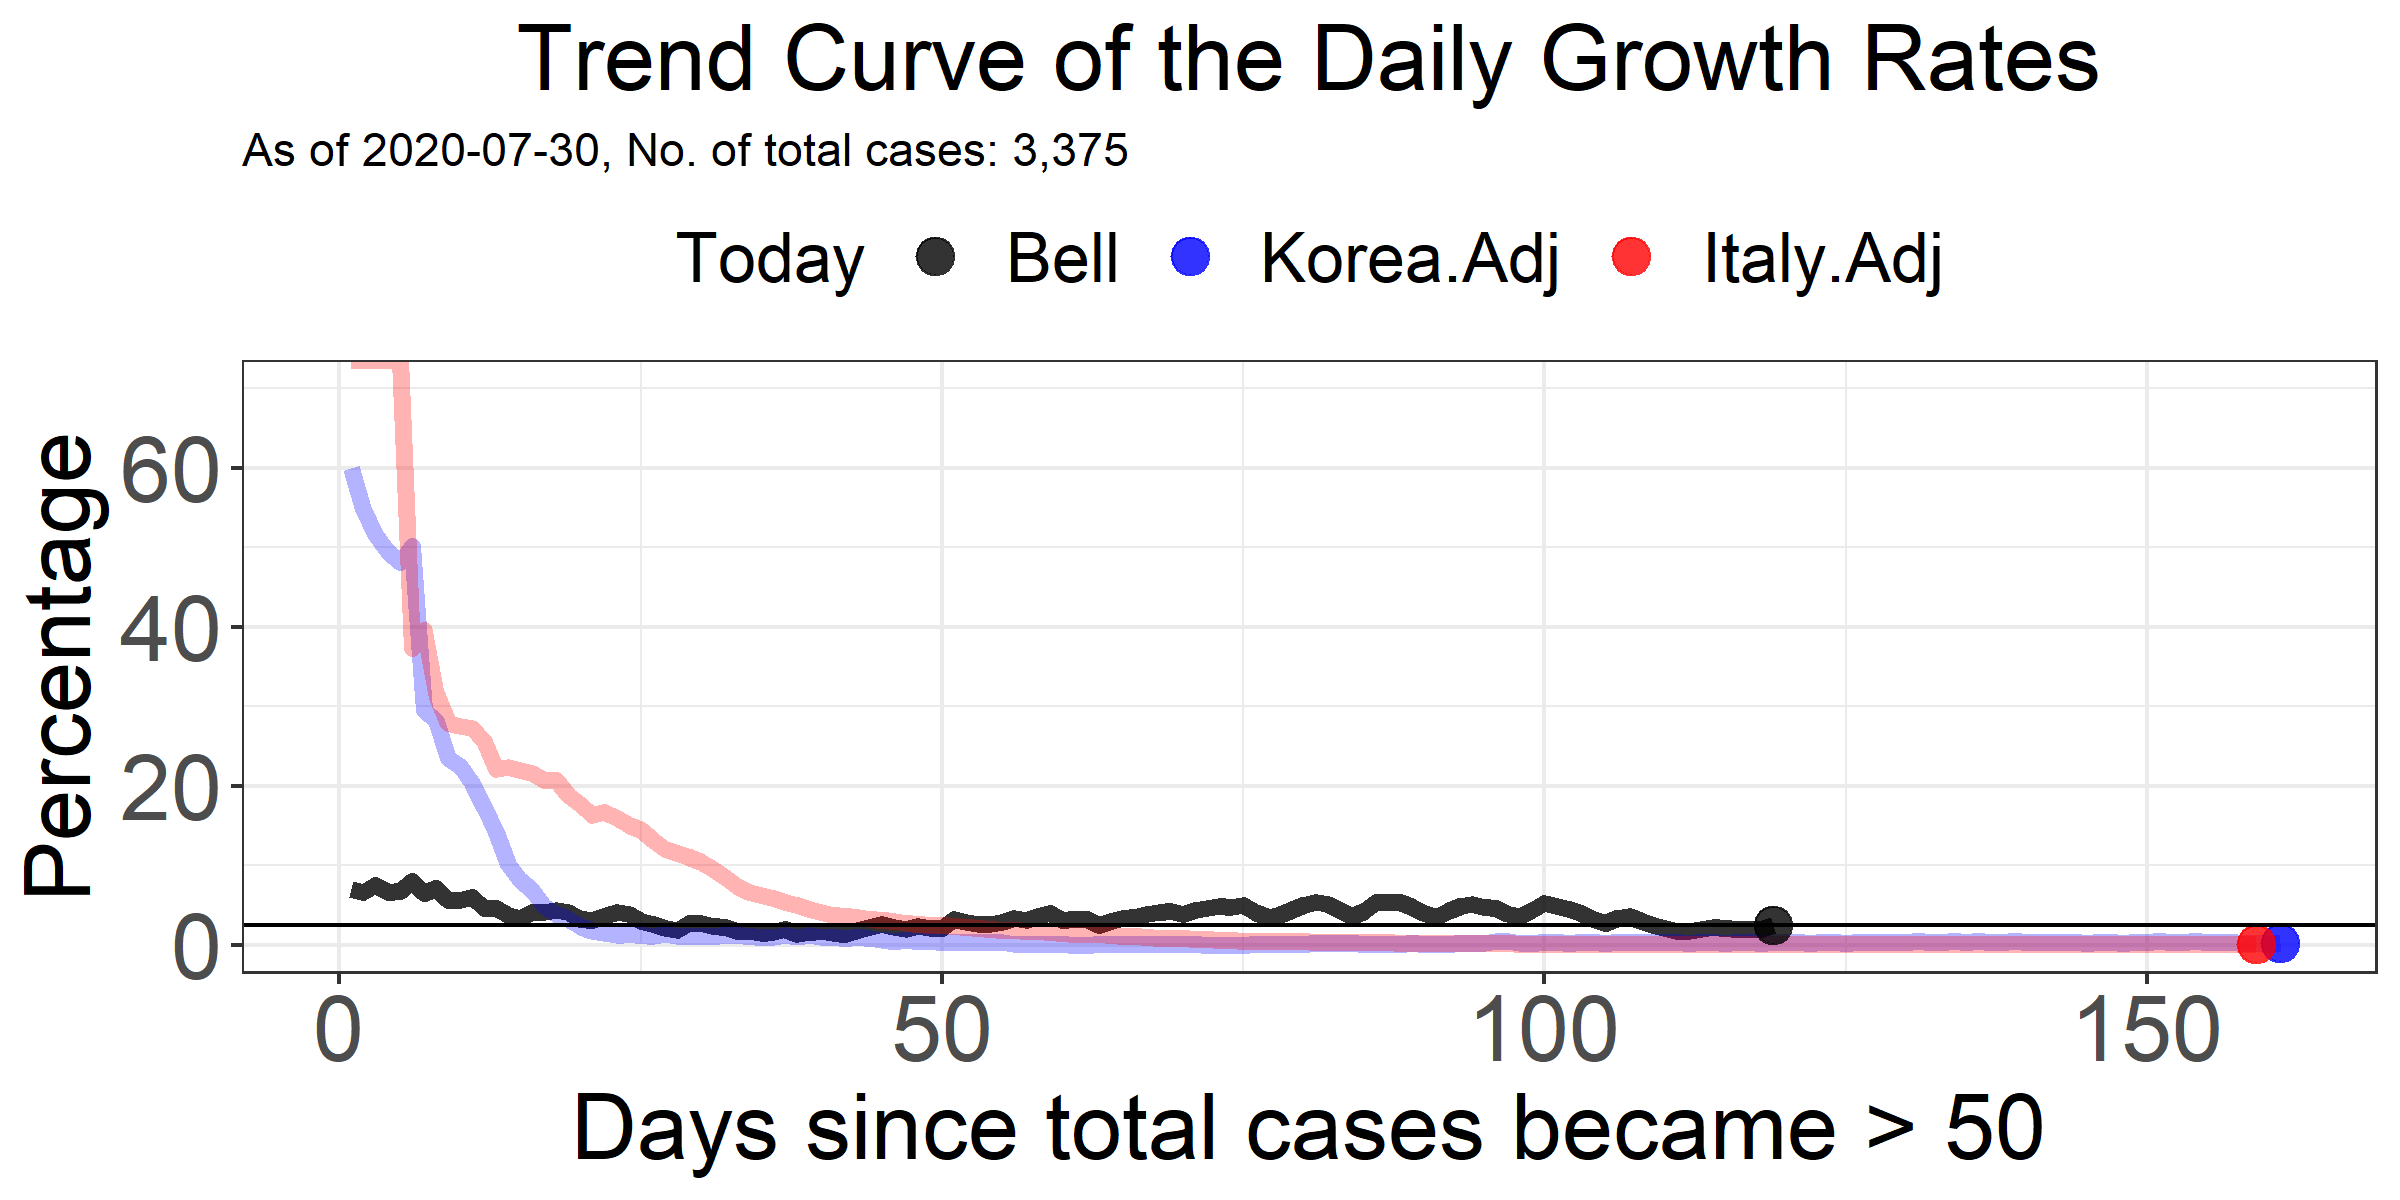 Trend Curve of the Daily Growth Rates
As of 2020-07-30, No. of total cases: 3,375
Today Bell Korea.Adj Italy.Adj
Percentage
60
40
20
0
0 50 100 150
Days since total cases became > 50